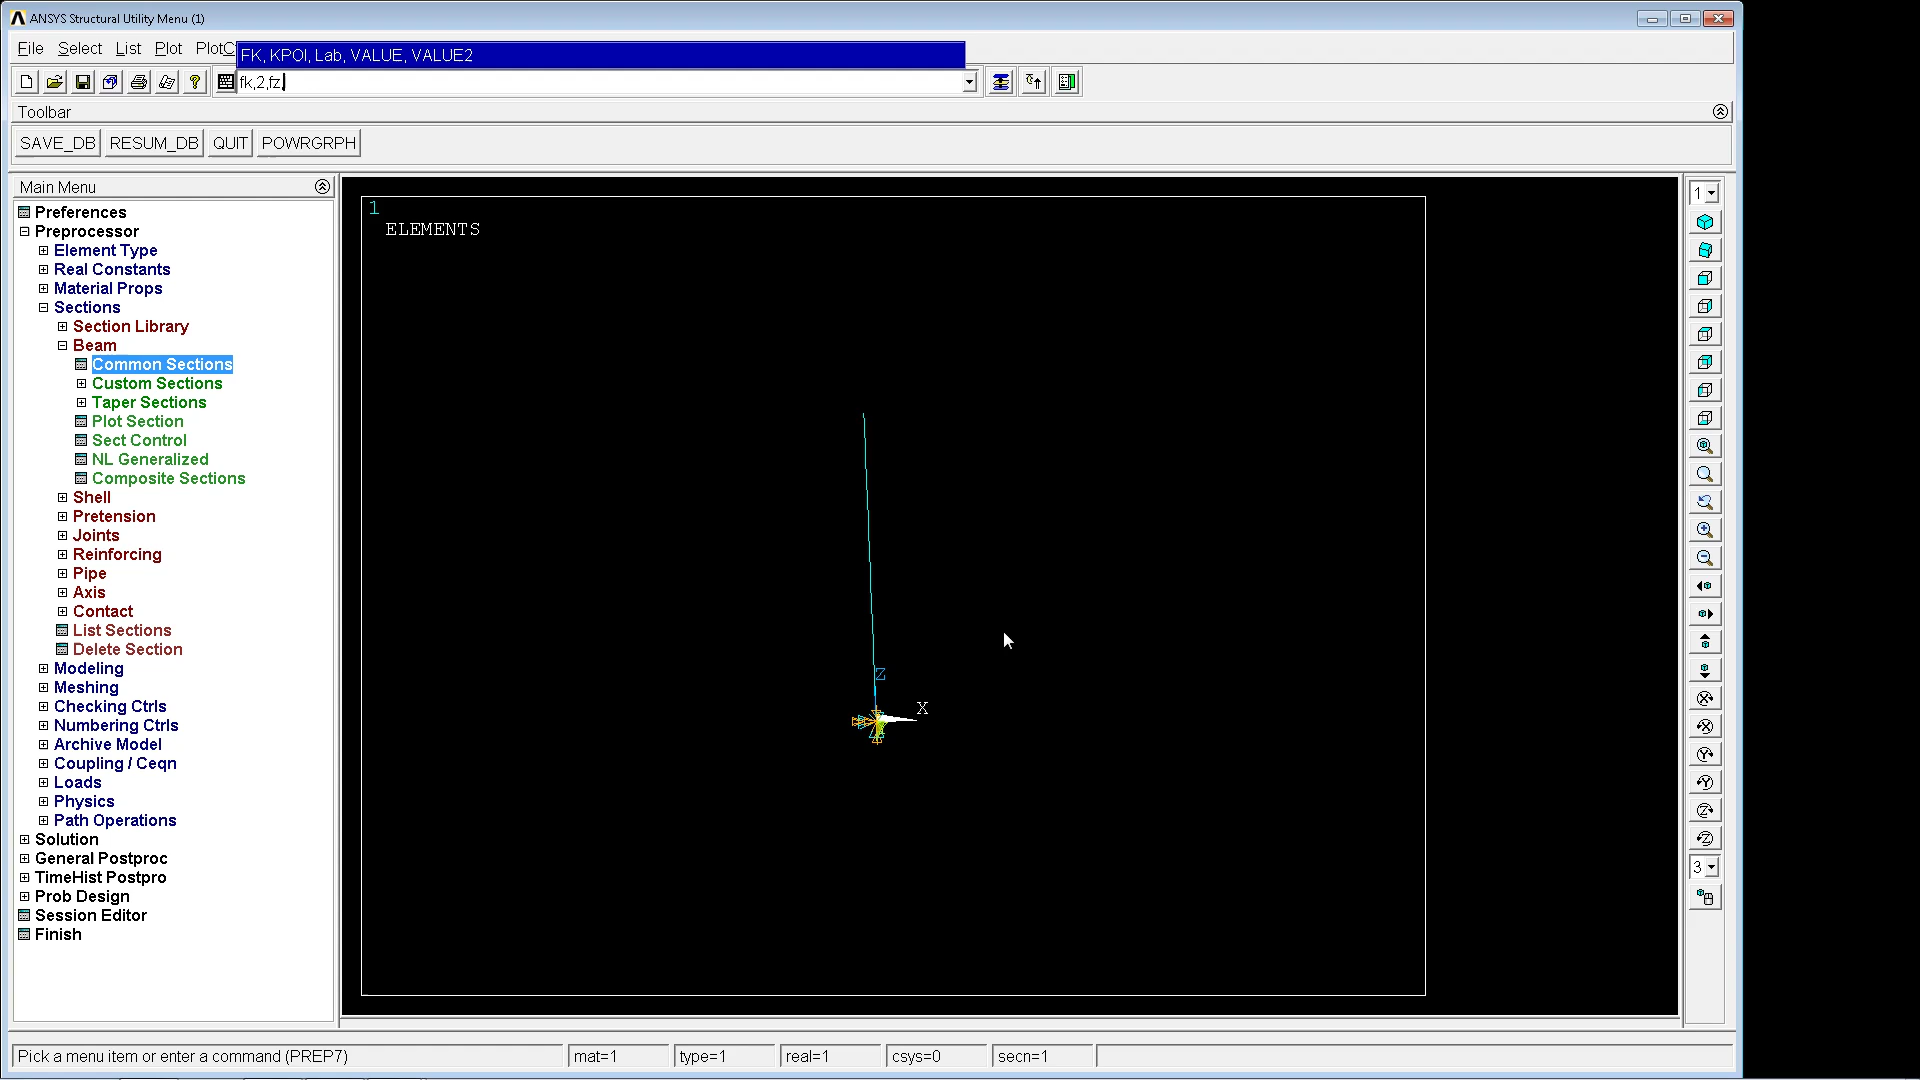 ANSYS Structural Utility Menu (1)
File Select List Plot PlotC
FK, KPOI, Lab, VALUE, VALUE2
fk,2,fz,
Toolbar
SAVE_DB RESUM_DB QUIT POWRGRPH
Main Menu
Preferences
Preprocessor
Element Type
Real Constants
Material Props
Sections
Section Library
Beam
Common Sections
Custom Sections
Taper Sections
Plot Section
Sect Control
NL Generalized
Composite Sections
Shell
Pretension
Joints
Reinforcing
Pipe
Axis
Contact
List Sections
Delete Section
Modeling
Meshing
Checking Ctrls
Numbering Ctrls
Archive Model
Coupling / Ceqn
Loads
Physics
Path Operations
Solution
General Postproc
TimeHist Postpro
Prob Design
Session Editor
Finish
1
ELEMENTS
Z
X
1
3
Pick a menu item or enter a command (PREP7) mat=1 type=1 real=1 csys=0 secn=1